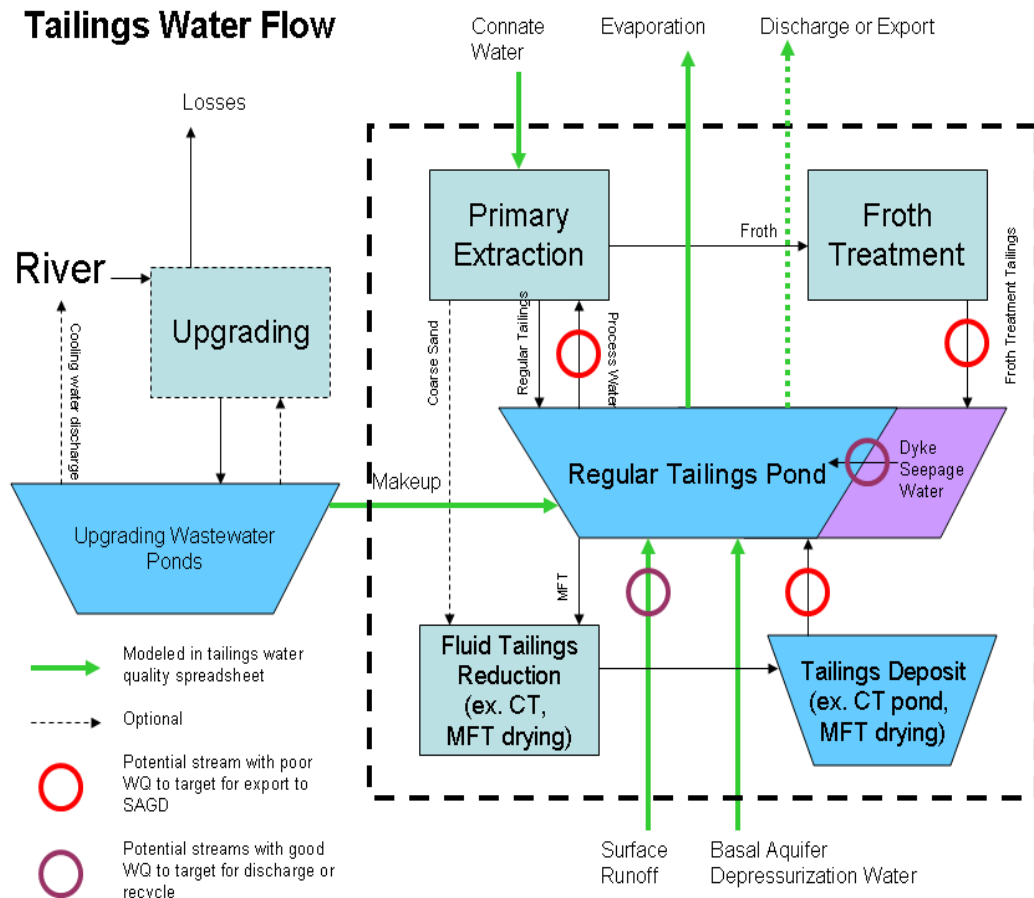 Tailings Water Flow
Connate
Water
Evaporation
Discharge or Export
Losses
Primary
Extraction
Froth
Froth
Treatment
River
Upgrading
Cooling water discharge
Coarse Sand
Regular Tailings
Process Water
Froth Treatment Tailings
Regular Tailings Pond
Dyke
Seepage
Water
Makeup
Upgrading Wastewater
Ponds
MFT
Fluid Tailings
Reduction
(ex. CT,
MFT drying)
Tailings Deposit
(ex. CT pond,
MFT drying)
Modeled in tailings water
quality spreadsheet
Optional
Potential stream with poor
WQ to target for export to
SAGD
Potential streams with good
WQ to target for discharge or
recycle
Surface
Runoff
Basal Aquifer
Depressurization Water